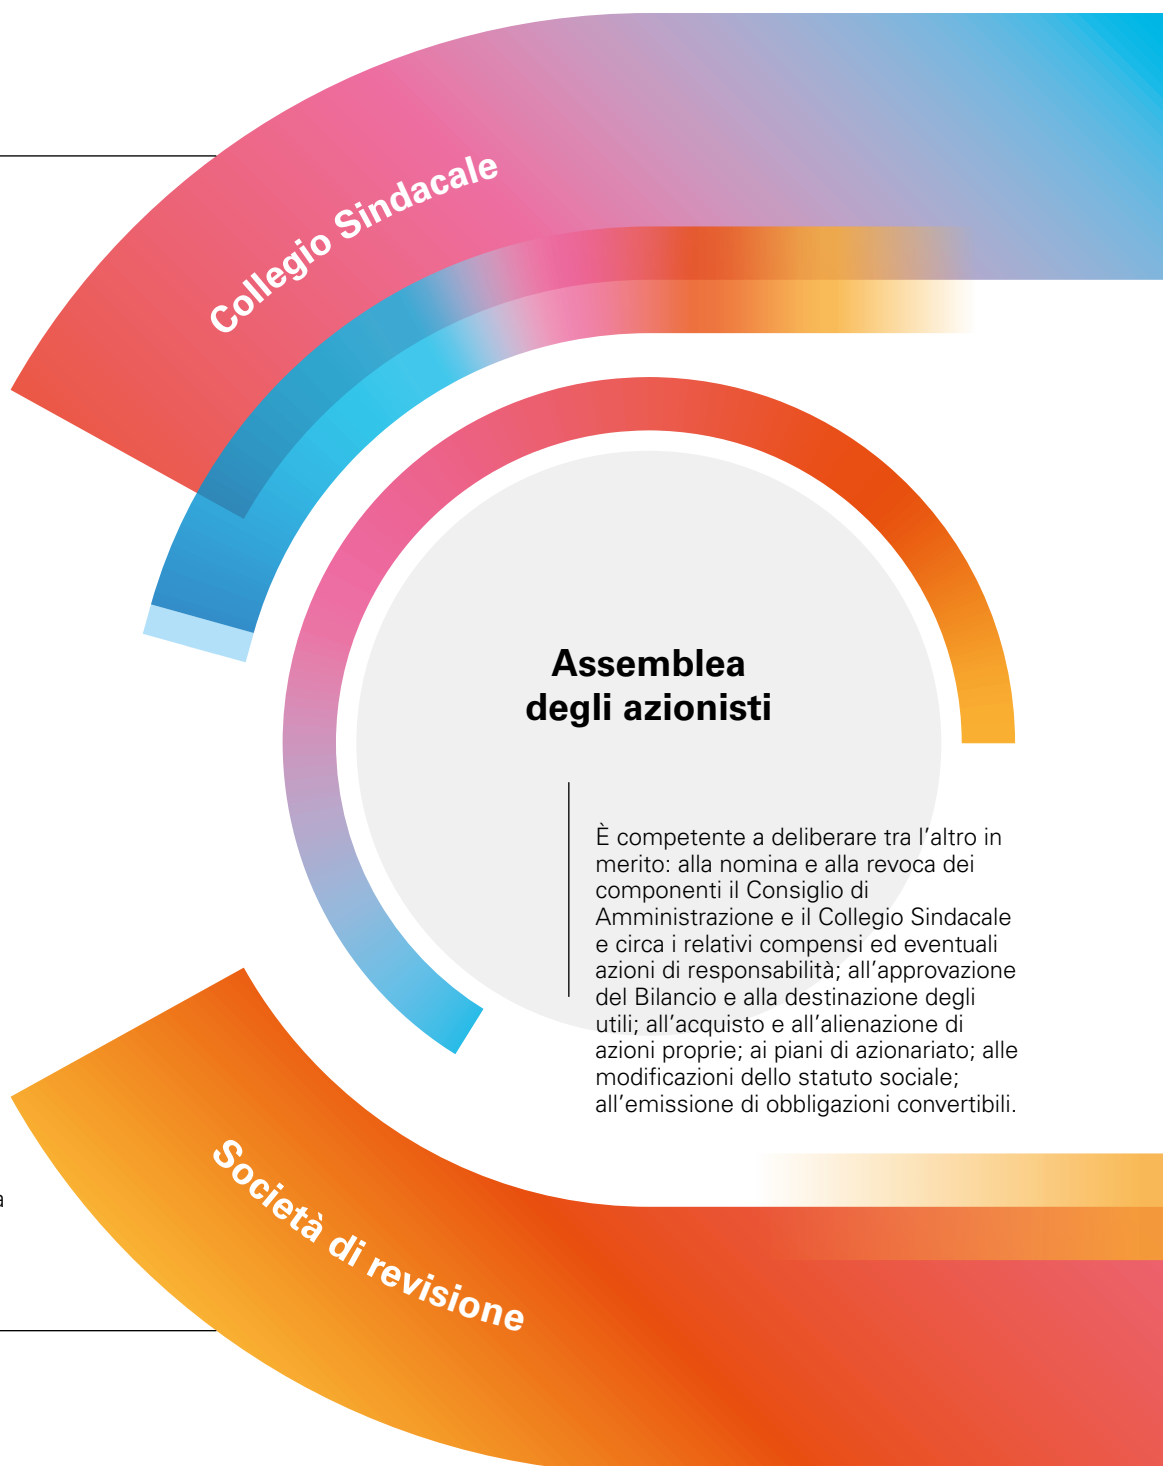 Collegio Sindacale
Assemblea
degli azionisti
È competente a deliberare tra l’altro in
merito: alla nomina e alla revoca dei
componenti il Consiglio di
Amministrazione e il Collegio Sindacale
e circa i relativi compensi ed eventuali
azioni di responsabilità; all’approvazione
del Bilancio e alla destinazione degli
utili; all’acquisto e all’alienazione di
azioni proprie; ai piani di azionariato; alle
modificazioni dello statuto sociale;
all’emissione di obbligazioni convertibili.
Società di revisione